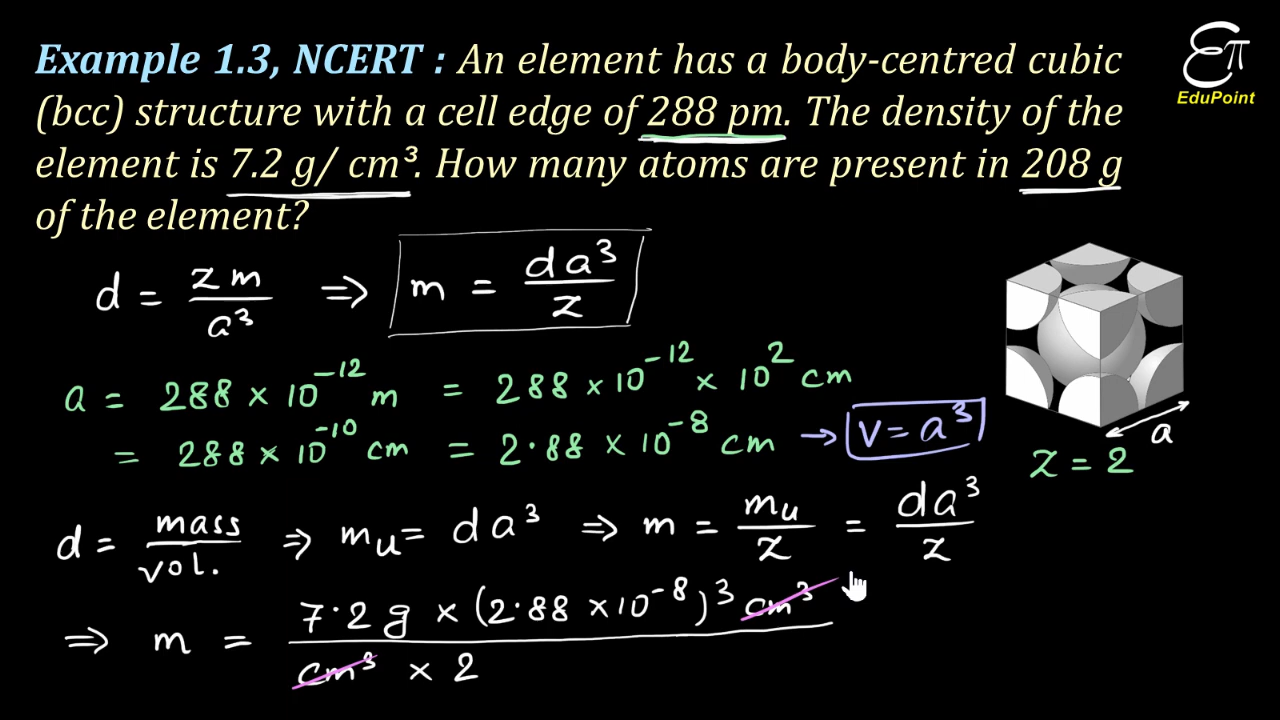 Example 1.3, NCERT : An element has a body-centred cubic
(bcc) structure with a cell edge of 288 pm. The density of the
element is 7.2 g/ cm³. How many atoms are present in 208 g
of the element?
επ
EduPoint
d = zm/a³ ⇒ m = da³/z
a = 288 × 10⁻¹² m = 288 × 10⁻¹² × 10² cm
= 288 × 10⁻¹⁰ cm = 2.88 × 10⁻⁸ cm → V = a³
a
z = 2
d = mass/vol. ⇒ mu = da³ ⇒ m = mu/z = da³/z
⇒ m = 7.2 g × (2.88 × 10⁻⁸)³ cm³ / cm³ × 2